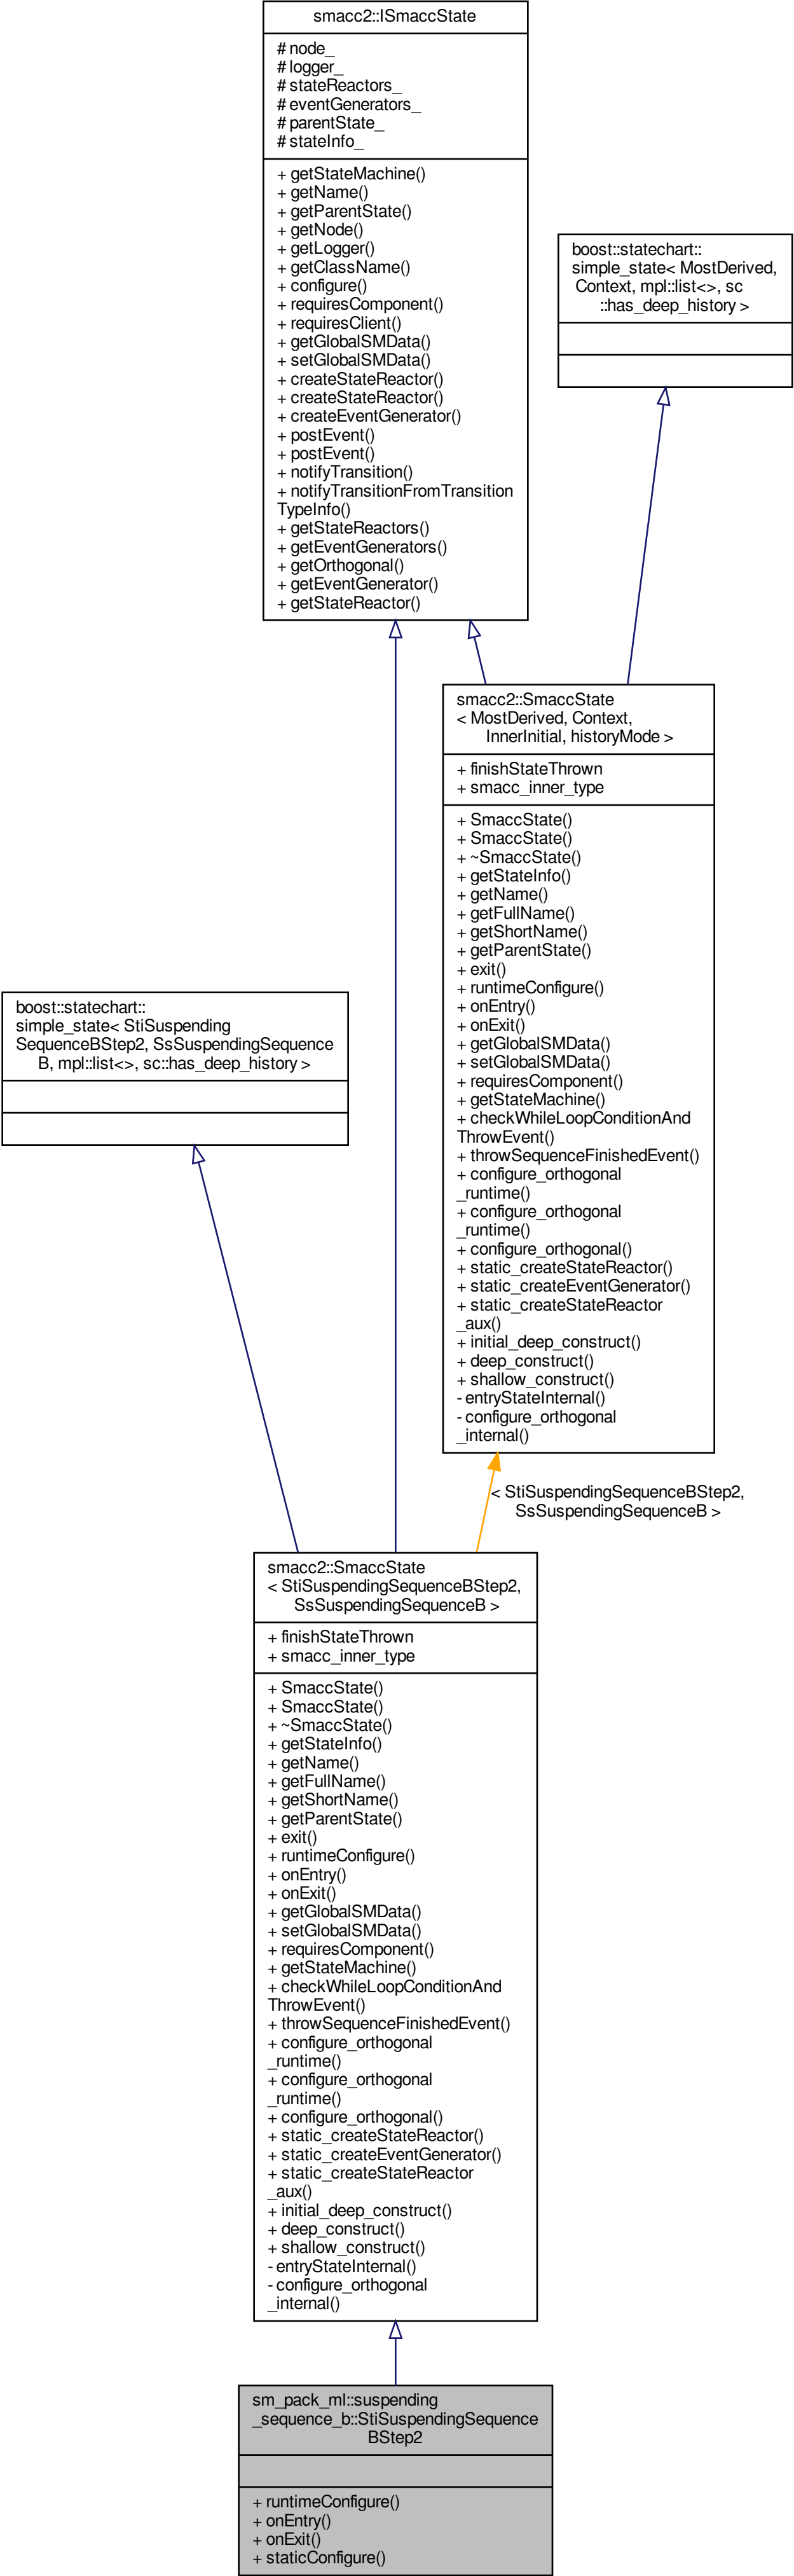 smacc2::ISmaccState
# node_
# logger_
# stateReactors_
# eventGenerators_
# parentState_
# stateInfo_
+ getStateMachine()
+ getName()
+ getParentState()
+ getNode()
+ getLogger()
+ getClassName()
+ configure()
+ requiresComponent()
+ requiresClient()
+ getGlobalSMData()
+ setGlobalSMData()
+ createStateReactor()
+ createStateReactor()
+ createEventGenerator()
+ postEvent()
+ postEvent()
+ notifyTransition()
+ notifyTransitionFromTransition
TypeInfo()
+ getStateReactors()
+ getEventGenerators()
+ getOrthogonal()
+ getEventGenerator()
+ getStateReactor()
boost::statechart::
simple_state< MostDerived,
Context, mpl::list<>, sc
::has_deep_history >
smacc2::SmaccState
< MostDerived, Context,
InnerInitial, historyMode >
+ finishStateThrown
+ smacc_inner_type
+ SmaccState()
+ SmaccState()
+ ~SmaccState()
+ getStateInfo()
+ getName()
+ getFullName()
+ getShortName()
+ getParentState()
+ exit()
+ runtimeConfigure()
+ onEntry()
+ onExit()
+ getGlobalSMData()
+ setGlobalSMData()
+ requiresComponent()
+ getStateMachine()
+ checkWhileLoopConditionAnd
ThrowEvent()
+ throwSequenceFinishedEvent()
+ configure_orthogonal
_runtime()
+ configure_orthogonal
_runtime()
+ configure_orthogonal()
+ static_createStateReactor()
+ static_createEventGenerator()
+ static_createStateReactor
_aux()
+ initial_deep_construct()
+ deep_construct()
+ shallow_construct()
- entryStateInternal()
- configure_orthogonal
_internal()
boost::statechart::
simple_state< StiSuspending
SequenceBStep2, SsSuspendingSequence
B, mpl::list<>, sc::has_deep_history >
< StiSuspendingSequenceBStep2,
SsSuspendingSequenceB >
smacc2::SmaccState
< StiSuspendingSequenceBStep2,
SsSuspendingSequenceB >
+ finishStateThrown
+ smacc_inner_type
+ SmaccState()
+ SmaccState()
+ ~SmaccState()
+ getStateInfo()
+ getName()
+ getFullName()
+ getShortName()
+ getParentState()
+ exit()
+ runtimeConfigure()
+ onEntry()
+ onExit()
+ getGlobalSMData()
+ setGlobalSMData()
+ requiresComponent()
+ getStateMachine()
+ checkWhileLoopConditionAnd
ThrowEvent()
+ throwSequenceFinishedEvent()
+ configure_orthogonal
_runtime()
+ configure_orthogonal
_runtime()
+ configure_orthogonal()
+ static_createStateReactor()
+ static_createEventGenerator()
+ static_createStateReactor
_aux()
+ initial_deep_construct()
+ deep_construct()
+ shallow_construct()
- entryStateInternal()
- configure_orthogonal
_internal()
sm_pack_ml::suspending
_sequence_b::StiSuspendingSequence
BStep2
+ runtimeConfigure()
+ onEntry()
+ onExit()
+ staticConfigure()